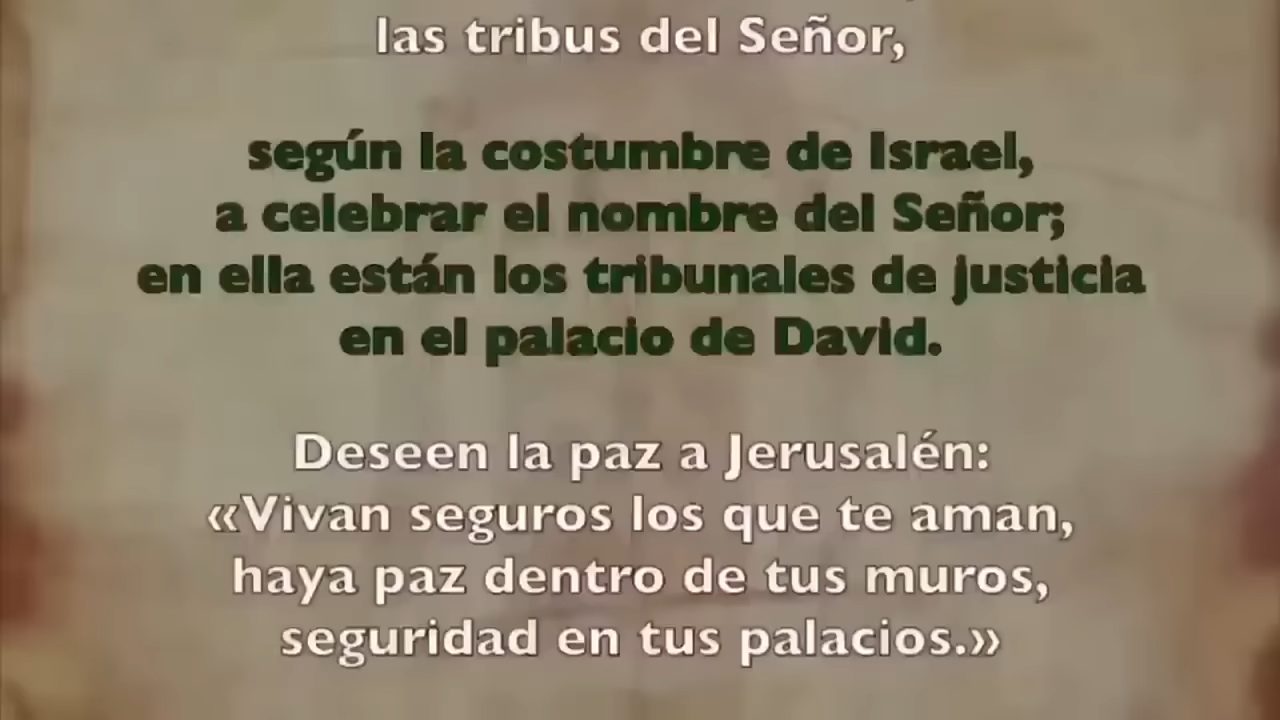 las tribus del Señor,
según la costumbre de Israel,
a celebrar el nombre del Señor;
en ella están los tribunales de justicia
en el palacio de David.
Deseen la paz a Jerusalén:
«Vivan seguros los que te aman,
haya paz dentro de tus muros,
seguridad en tus palacios.»